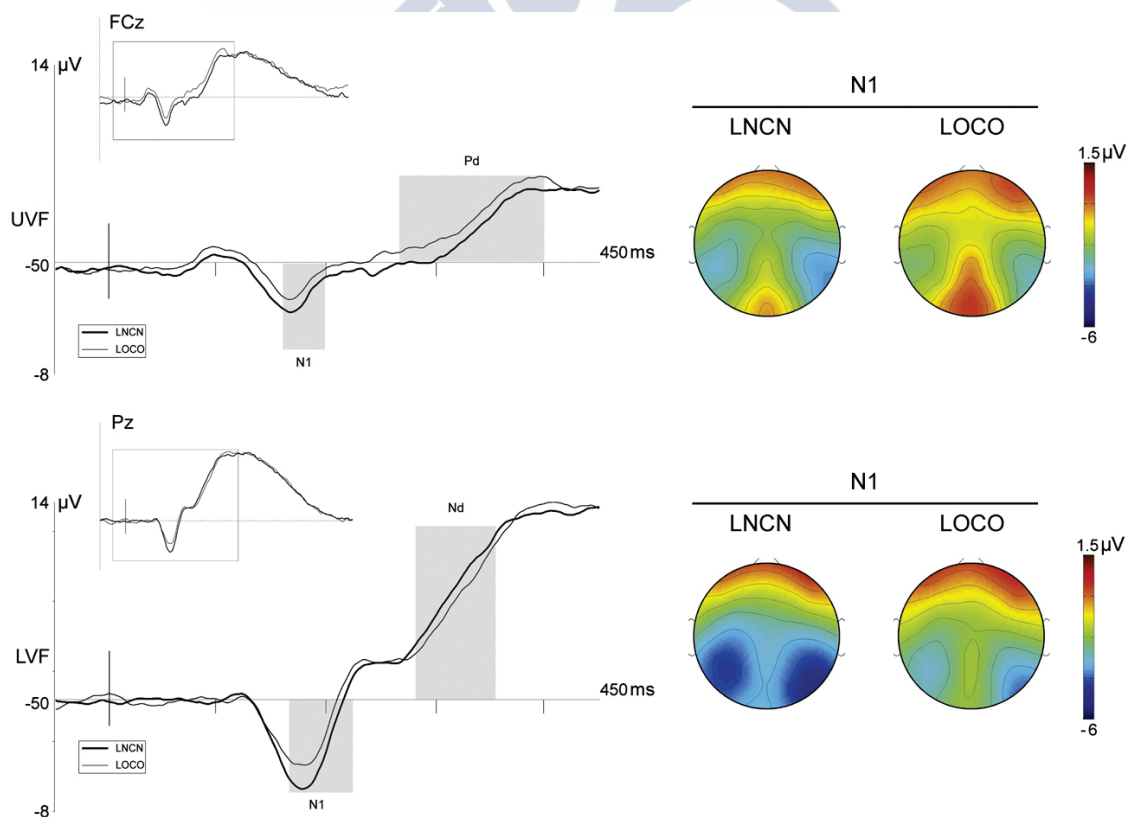 FCz
14 μV
Pd
UVF
-50
450 ms
LNCN
LOCO
N1
-8
N1
LNCN LOCO
1.5 μV
-6
Pz
14
μV
Nd
LVF
-50
450 ms
LNCN
LOCO
N1
-8
N1
LNCN LOCO
1.5 μV
-6